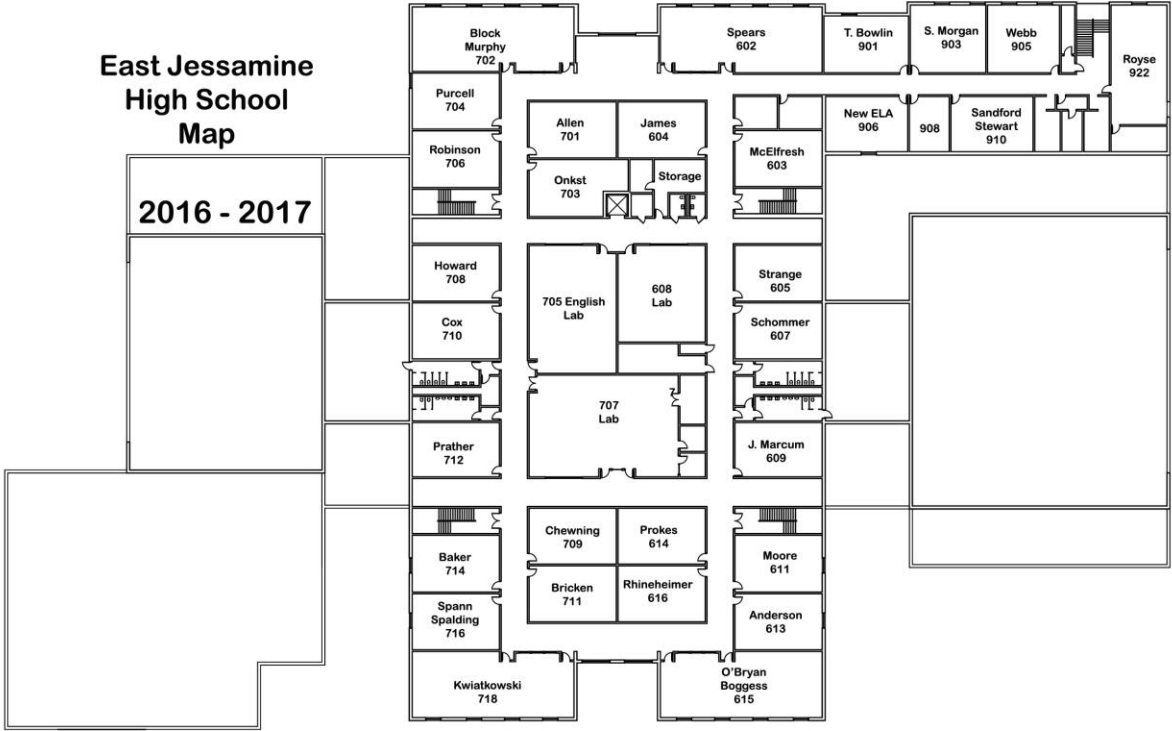 East Jessamine
High School
Map
2016 - 2017
Block
Murphy
702
Spears
602
T. Bowlin
901
S. Morgan
903
Webb
905
Royse
922
Purcell
704
Allen
701
James
604
New ELA
906
908
Sandford
Stewart
910
Robinson
706
McElfresh
603
Onkst
703
Storage
Howard
708
705 English
Lab
608
Lab
Strange
605
Cox
710
Schommer
607
707
Lab
Prather
712
J. Marcum
609
Chewning
709
Prokes
614
Baker
714
Moore
611
Bricken
711
Rhineheimer
616
Spann
Spalding
716
Anderson
613
Kwiatkowski
718
O'Bryan
Boggess
615